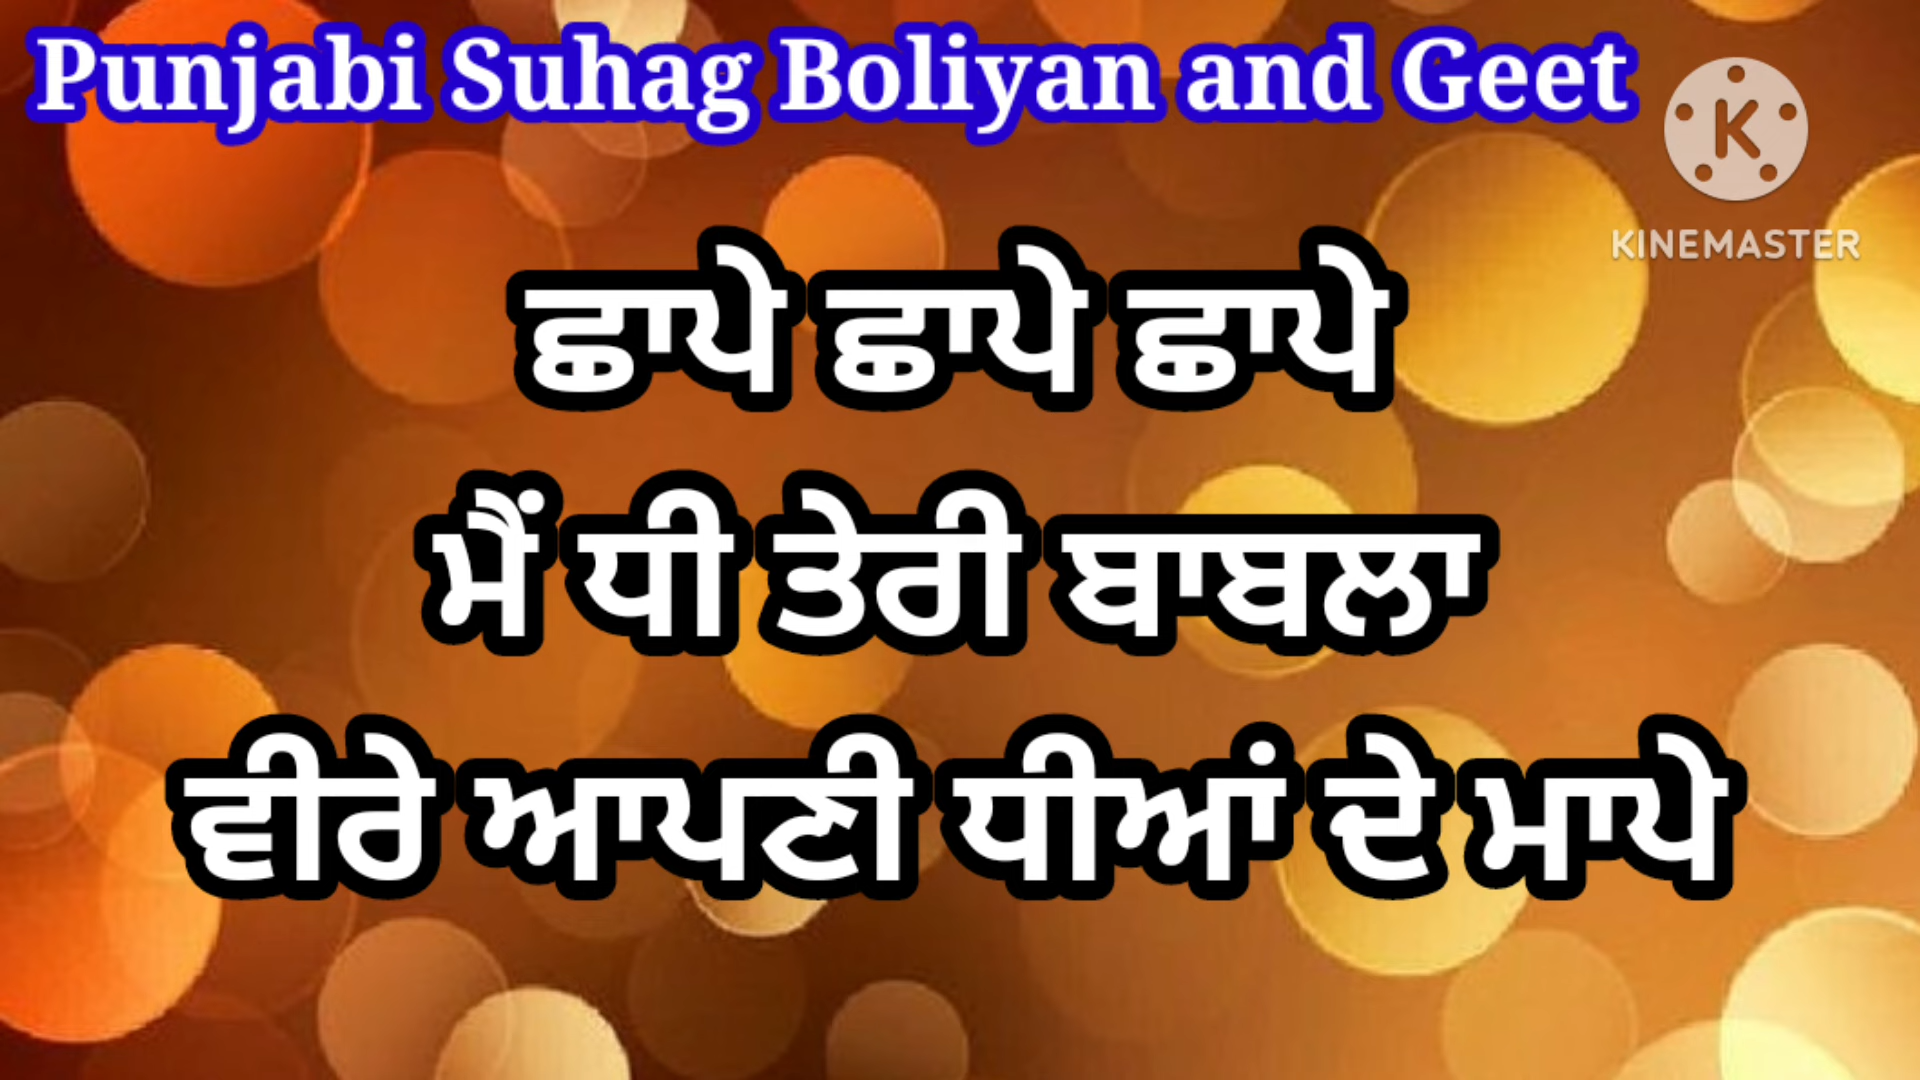 Punjabi Suhag Boliyan and Geet
K
KINEMASTER
ਛਾਪੇ ਛਾਪੇ ਛਾਪੇ
ਮੈਂ ਧੀ ਤੇਰੀ ਬਾਬਲਾ
ਵੀਰੇ ਆਪਣੀ ਧੀਆਂ ਦੇ ਮਾਪੇ